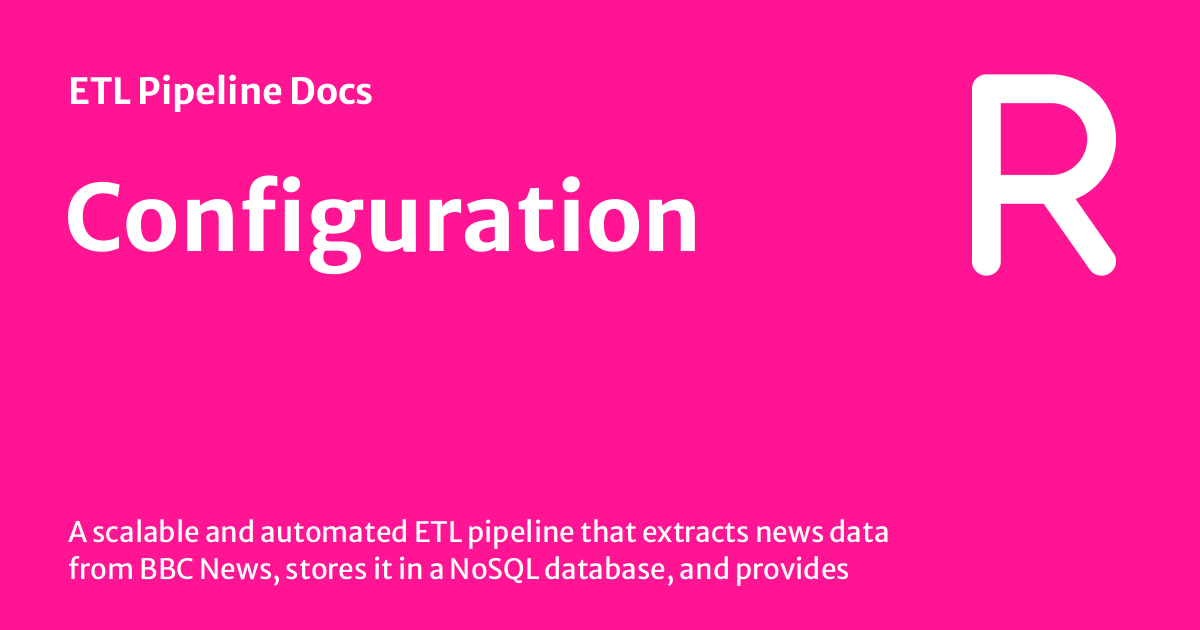 ETL Pipeline Docs
R
Configuration
A scalable and automated ETL pipeline that extracts news data
from BBC News, stores it in a NoSQL database, and provides